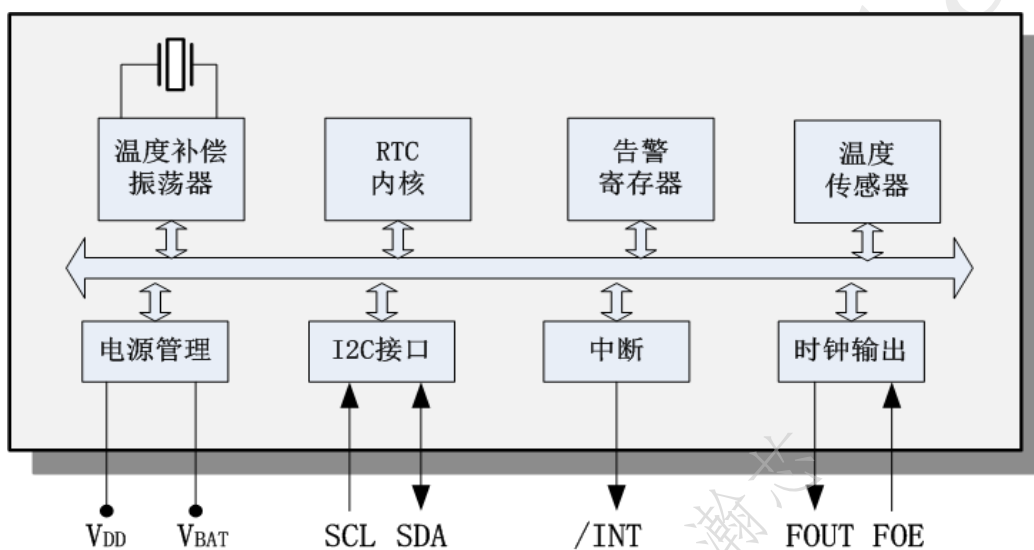 温度补偿
振荡器
RTC
内核
告警
寄存器
温度
传感器
电源管理
I2C接口
中断
时钟输出
VDD
VBAT
SCL
SDA
/INT
FOUT
FOE
瀚芯